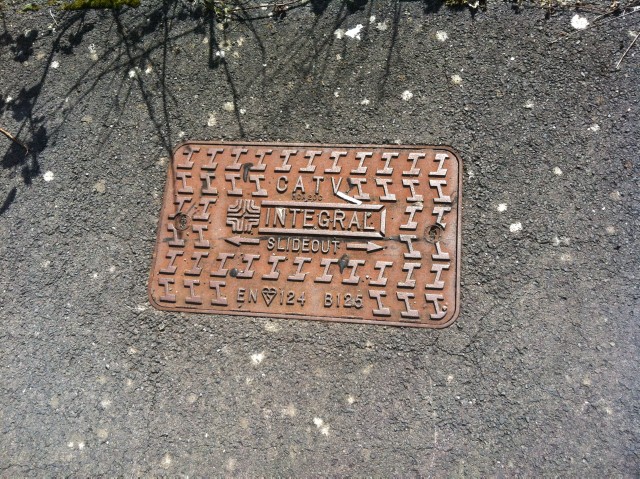 CATV
INTEGRAL
SLIDEOUT
EN 124 B125